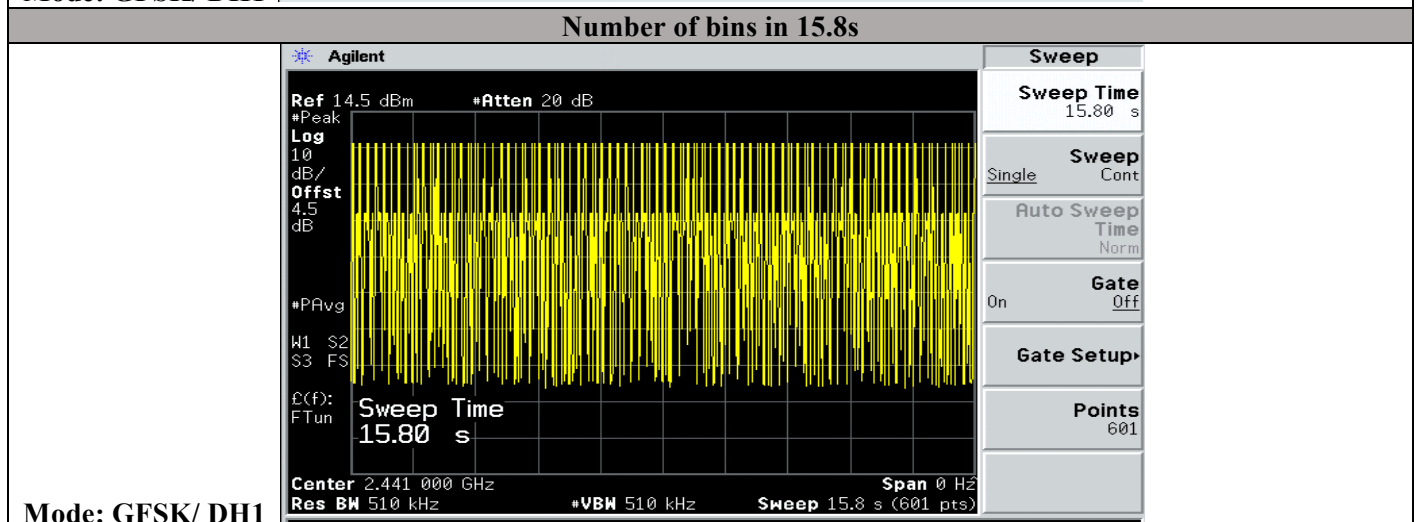 Mode: GFSK/ DH1
Number of bins in 15.8s
Agilent
Sweep
Ref 14.5 dBm #Atten 20 dB
#Peak
Log
10
dB/
Offst
4.5
dB
#PAvg
W1 S2
S3 FS
£(f):
FTun
Sweep Time
15.80 s
Center 2.441 000 GHz Span 0 Hz
Res BW 510 kHz #VBW 510 kHz Sweep 15.8 s (601 pts)
Sweep Time
15.80 s
Sweep
Single Cont
Auto Sweep
Time
Norm
Gate
On Off
Gate Setup
Points
601
Mode: GFSK/ DH1